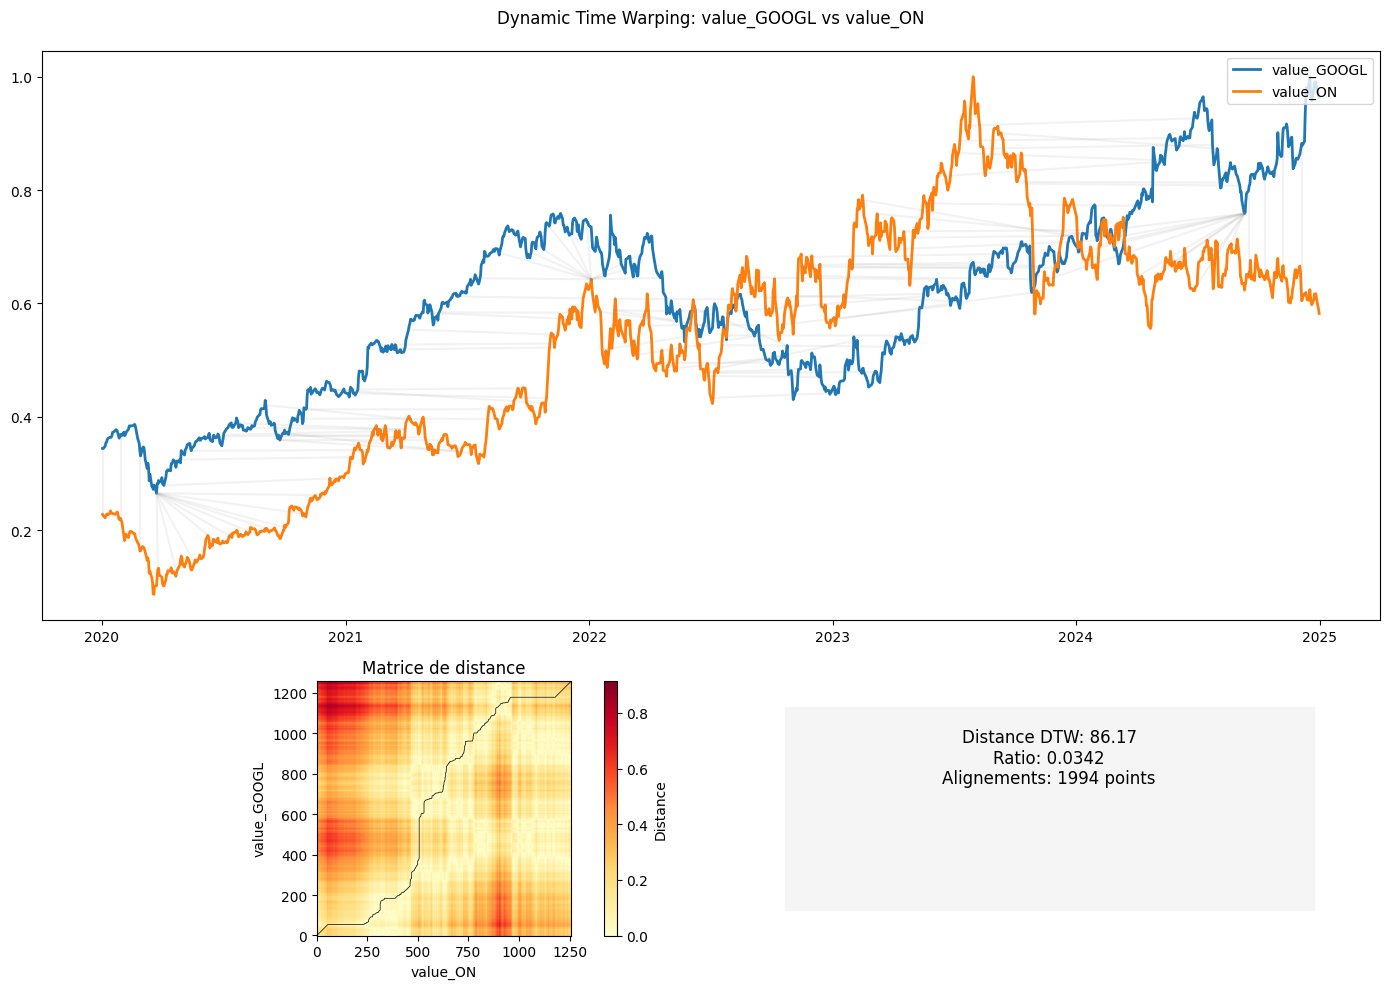 Dynamic Time Warping: value_GOOGL vs value_ON
value_GOOGL
value_ON
1.0
0.8
0.6
0.4
0.2
2020 2021 2022 2023 2024 2025
Matrice de distance
value_GOOGL
1200
1000
800
600
400
200
0
0 250 500 750 1000 1250
value_ON
0.8
0.6
0.4
0.2
0.0
Distance
Distance DTW: 86.17
Ratio: 0.0342
Alignements: 1994 points